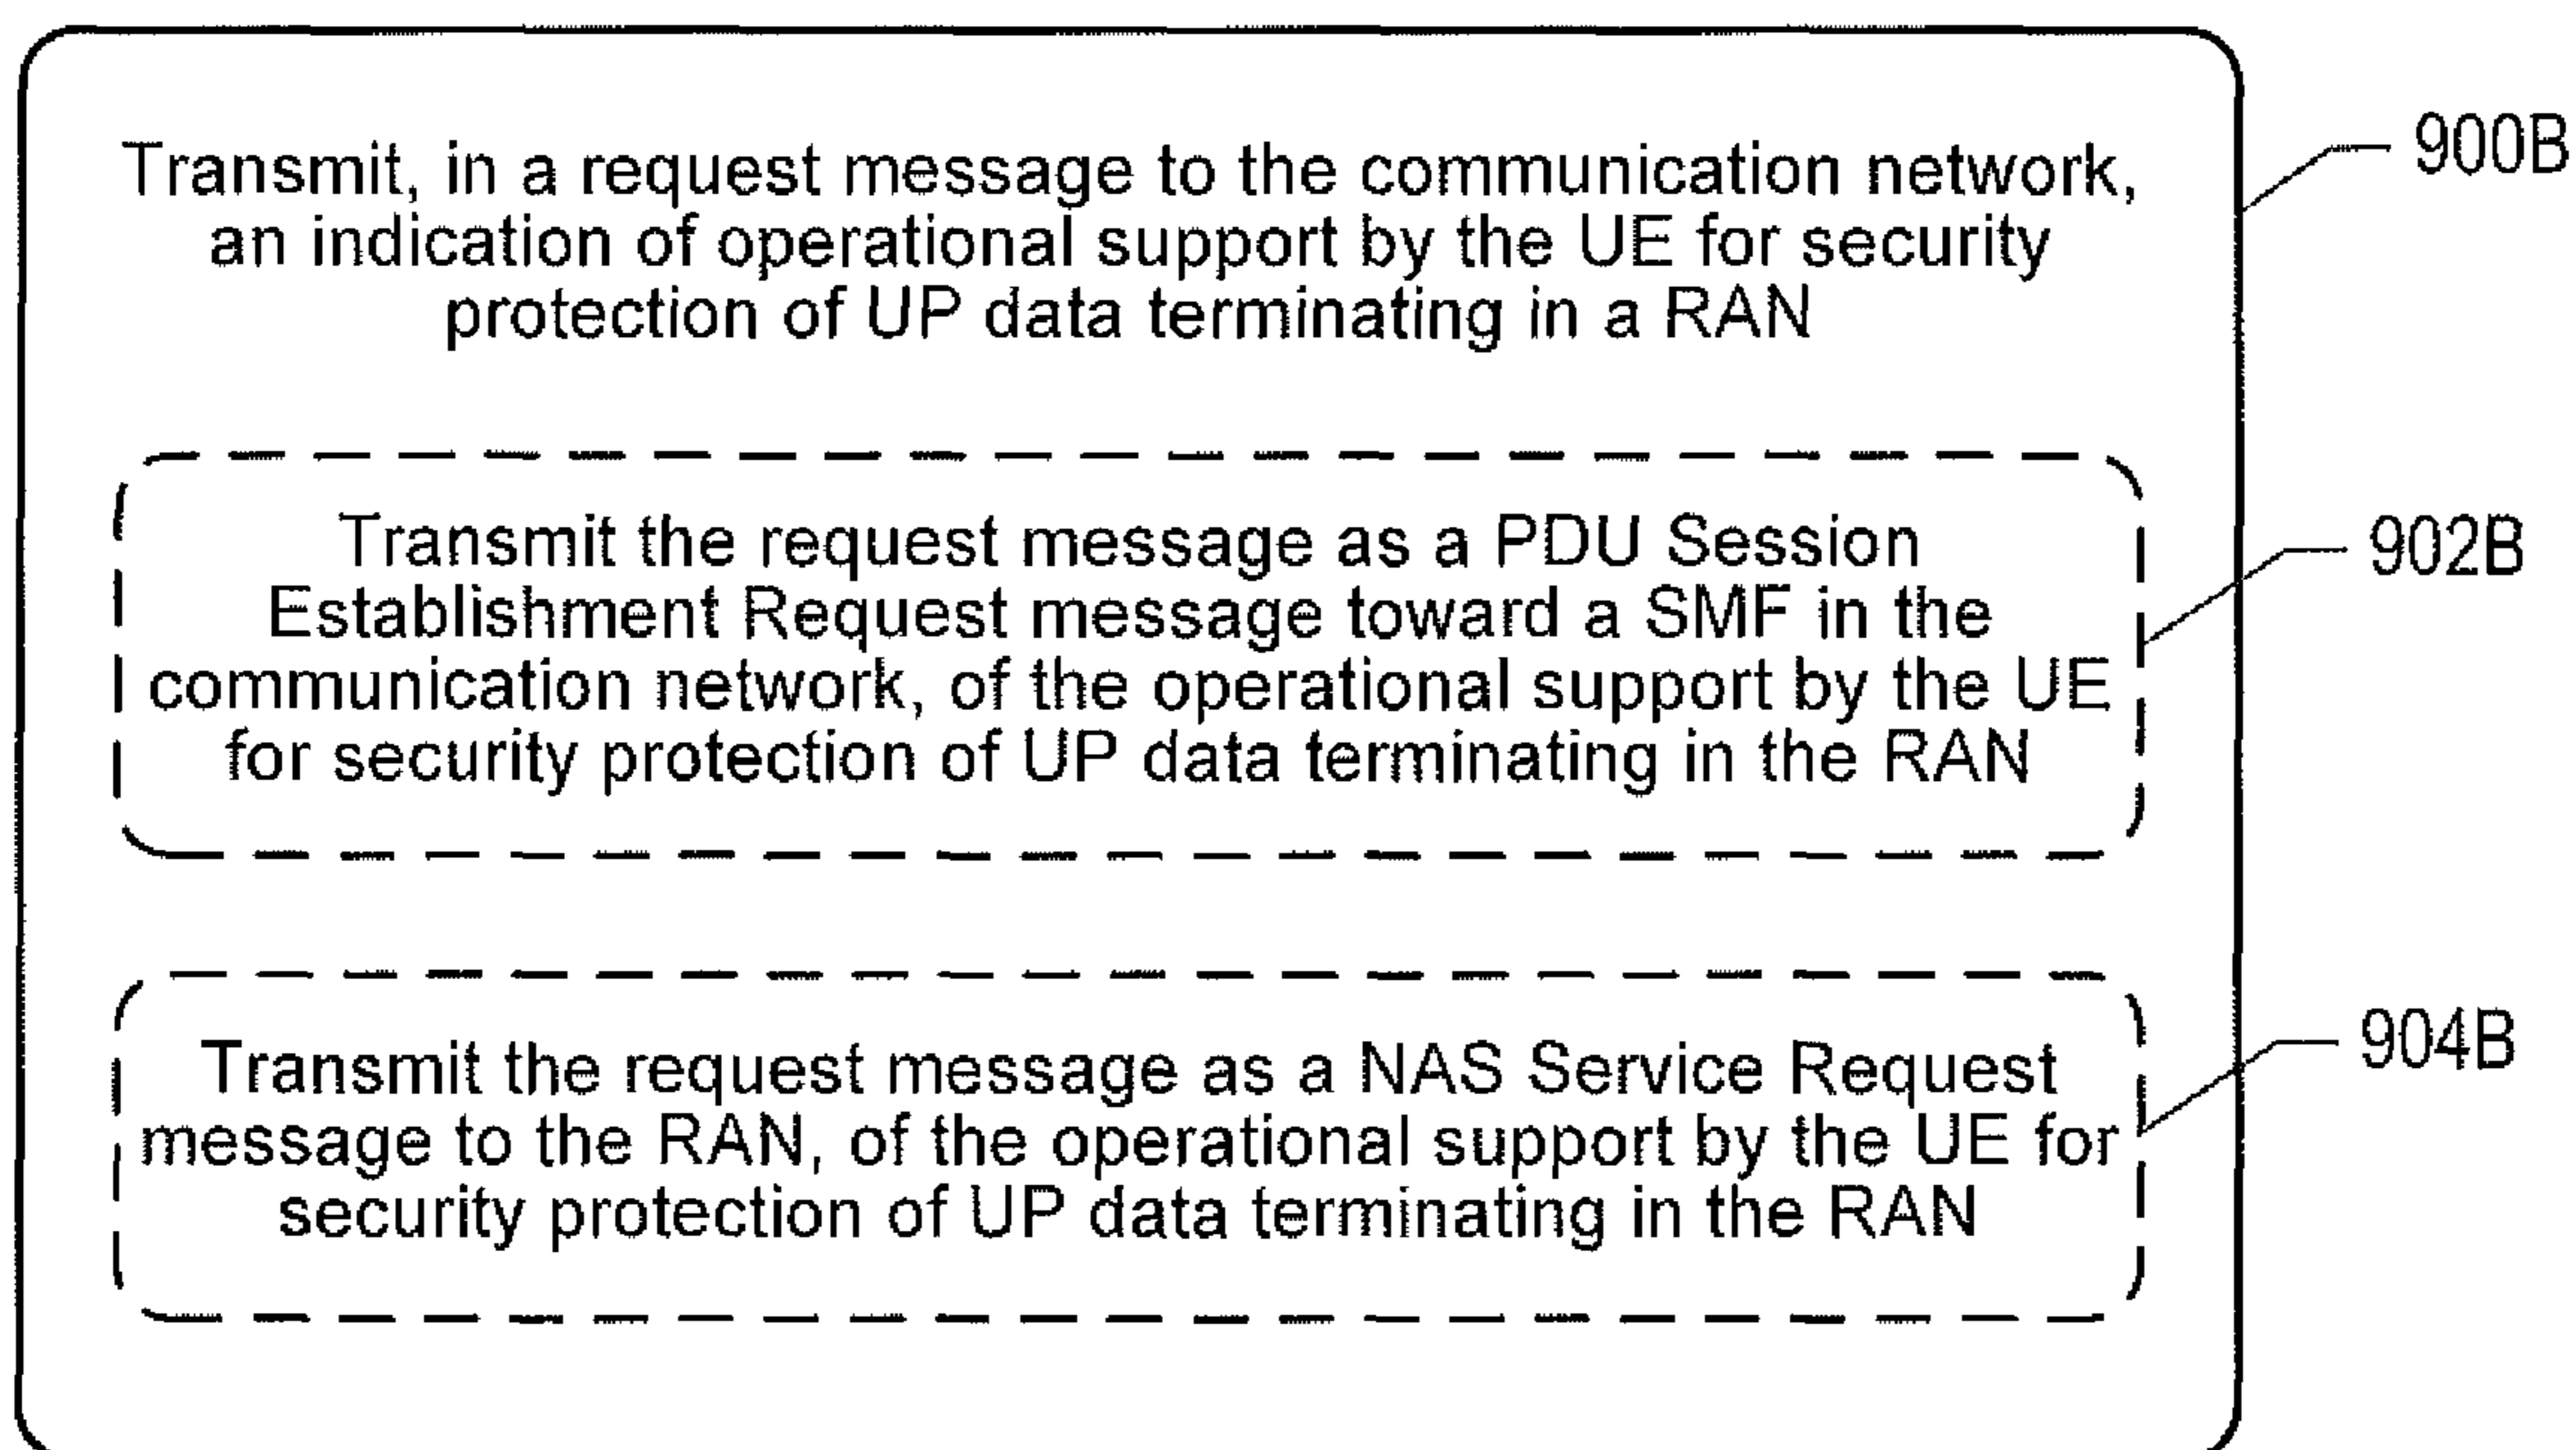 Transmit, in a request message to the communication network,
an indication of operational support by the UE for security
protection of UP data terminating in a RAN
900B
Transmit the request message as a PDU Session
Establishment Request message toward a SMF in the
communication network, of the operational support by the UE
for security protection of UP data terminating in the RAN
902B
Transmit the request message as a NAS Service Request
message to the RAN, of the operational support by the UE for
security protection of UP data terminating in the RAN
904B